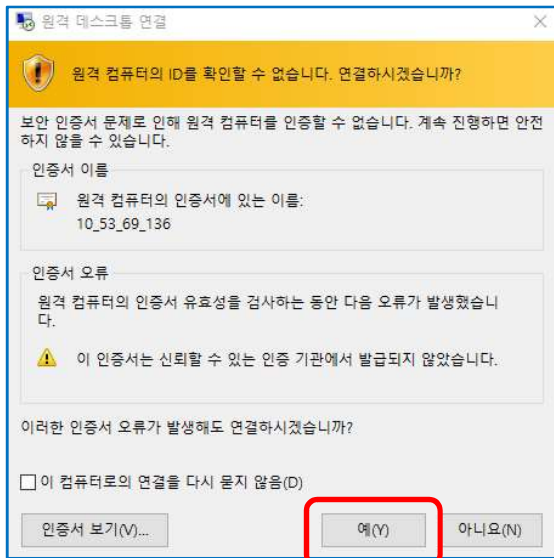 원격 데스크톱 연결
원격 컴퓨터의 ID를 확인할 수 없습니다. 연결하시겠습니까?
보안 인증서 문제로 인해 원격 컴퓨터를 인증할 수 없습니다. 계속 진행하면 안전
하지 않을 수 있습니다.
인증서 이름
원격 컴퓨터의 인증서에 있는 이름:
10_53_69_136
인증서 오류
원격 컴퓨터의 인증서 유효성을 검사하는 동안 다음 오류가 발생했습니
다.
이 인증서는 신뢰할 수 있는 인증 기관에서 발급되지 않았습니다.
이러한 인증서 오류가 발생해도 연결하시겠습니까?
이 컴퓨터로의 연결을 다시 묻지 않음(D)
인증서 보기(V)... 예(Y) 아니요(N)